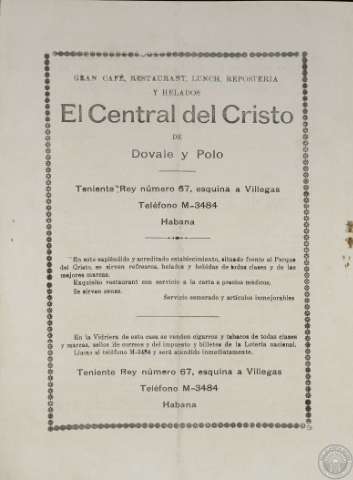 GRAN CAFÉ, RESTAURANT, LUNCH, REPOSTERIA
Y HELADOS
El Central del Cristo
DE
Dovale y Polo
Teniente Rey número 67, esquina a Villegas
Teléfono M-3484
Habana
En este espléndido y acreditado establecimiento, situado frente al Parque
del Cristo, se sirven refrescos, helados y bebidas de todas clases y de las
mejores marcas.
Exquisito restaurant con servicio á la carta a precios módicos.
Se sirven cenas.
Servicio esmerado y artículos inmejorables
En la Vidriera de esta casa se venden cigarros y tabacos de todas clases
y marcas, sellos de correos y del impuesto y billetes de la Lotería nacional.
Llame al teléfono M-3484 y será atendido inmediatamente.
Teniente Rey número 67, esquina a Villegas
Teléfono M-3484
Habana